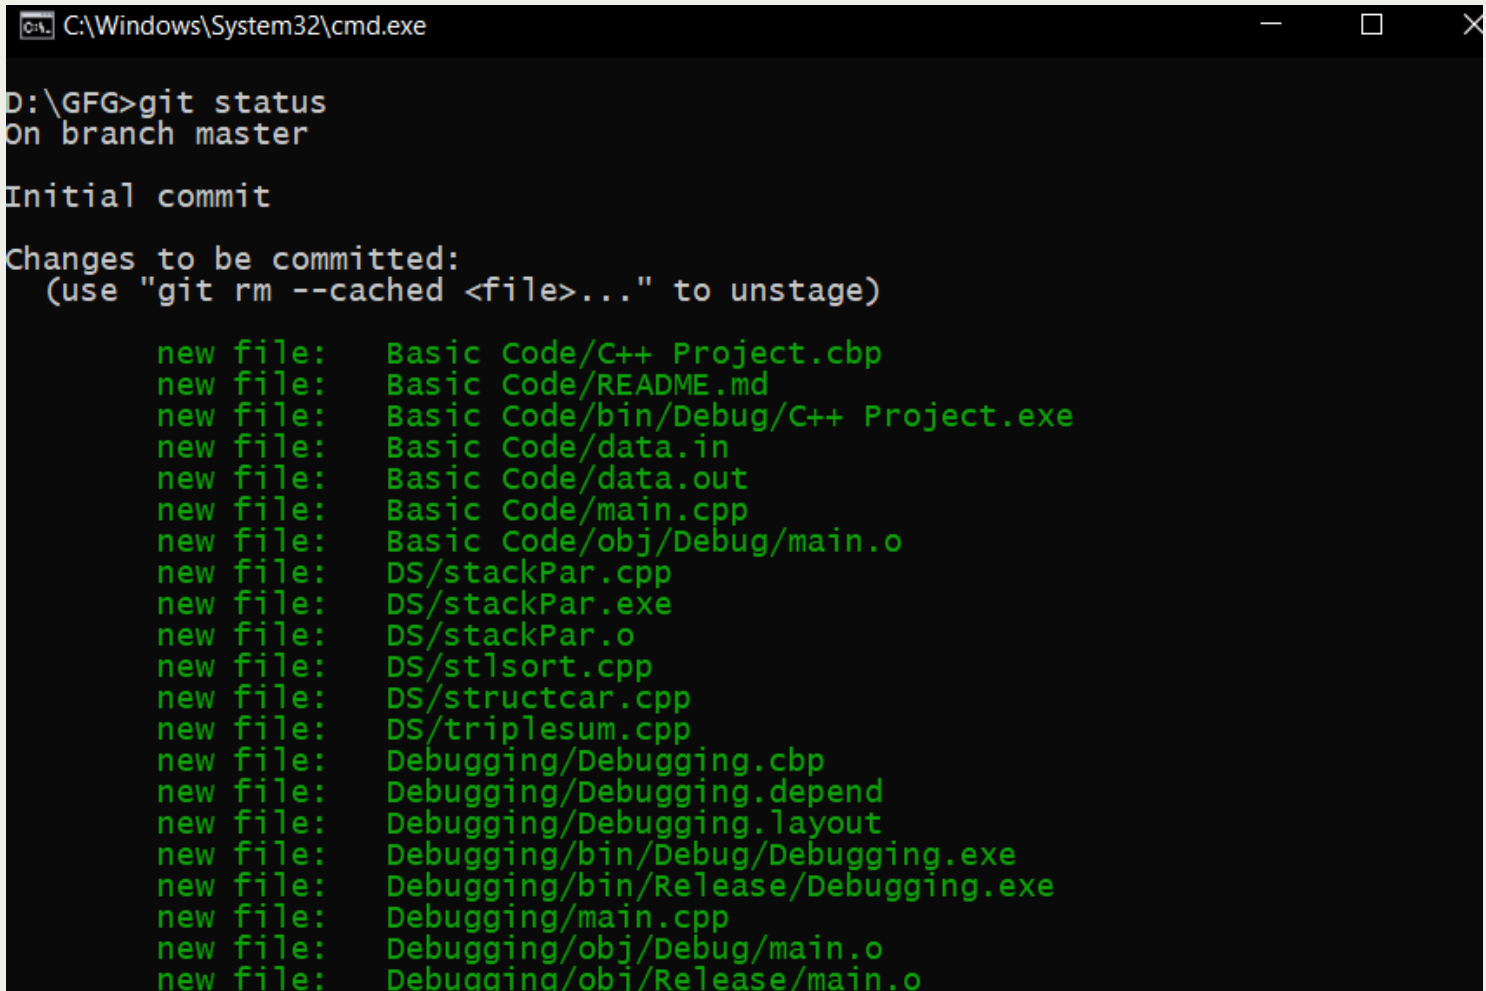 C:\Windows\System32\cmd.exe
D:\GFG>git status
On branch master
Initial commit
Changes to be committed:
  (use "git rm --cached <file>..." to unstage)
        new file:   Basic Code/C++ Project.cbp
        new file:   Basic Code/README.md
        new file:   Basic Code/bin/Debug/C++ Project.exe
        new file:   Basic Code/data.in
        new file:   Basic Code/data.out
        new file:   Basic Code/main.cpp
        new file:   Basic Code/obj/Debug/main.o
        new file:   DS/stackPar.cpp
        new file:   DS/stackPar.exe
        new file:   DS/stackPar.o
        new file:   DS/stlsort.cpp
        new file:   DS/structcar.cpp
        new file:   DS/triplesum.cpp
        new file:   Debugging/Debugging.cbp
        new file:   Debugging/Debugging.depend
        new file:   Debugging/Debugging.layout
        new file:   Debugging/bin/Debug/Debugging.exe
        new file:   Debugging/bin/Release/Debugging.exe
        new file:   Debugging/main.cpp
        new file:   Debugging/obj/Debug/main.o
        new file:   Debugging/obj/Release/main.o